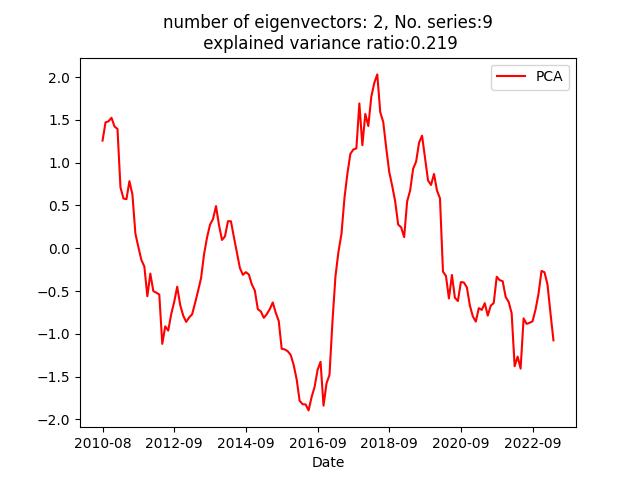 number of eigenvectors: 2, No. series:9
explained variance ratio:0.219
PCA
2.0
1.5
1.0
0.5
0.0
−0.5
−1.0
−1.5
−2.0
2010-08 2012-09 2014-09 2016-09 2018-09 2020-09 2022-09
Date